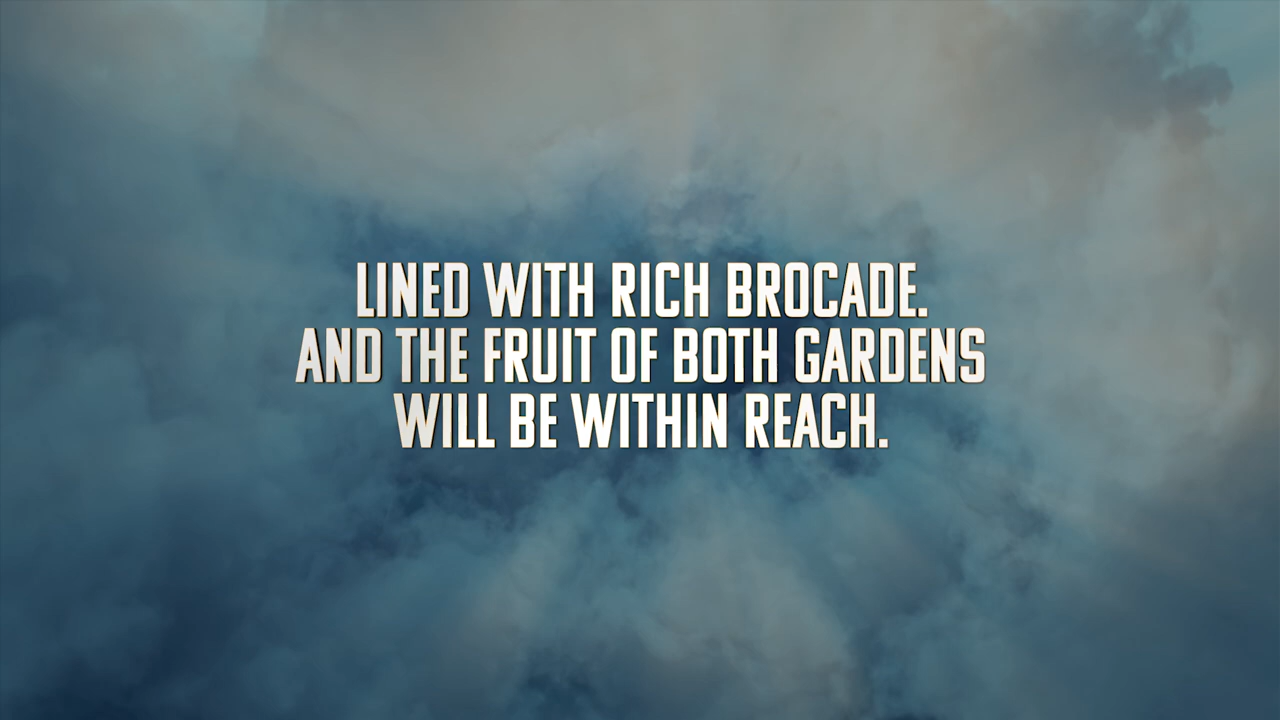 LINED WITH RICH BROCADE.
AND THE FRUIT OF BOTH GARDENS
WILL BE WITHIN REACH.